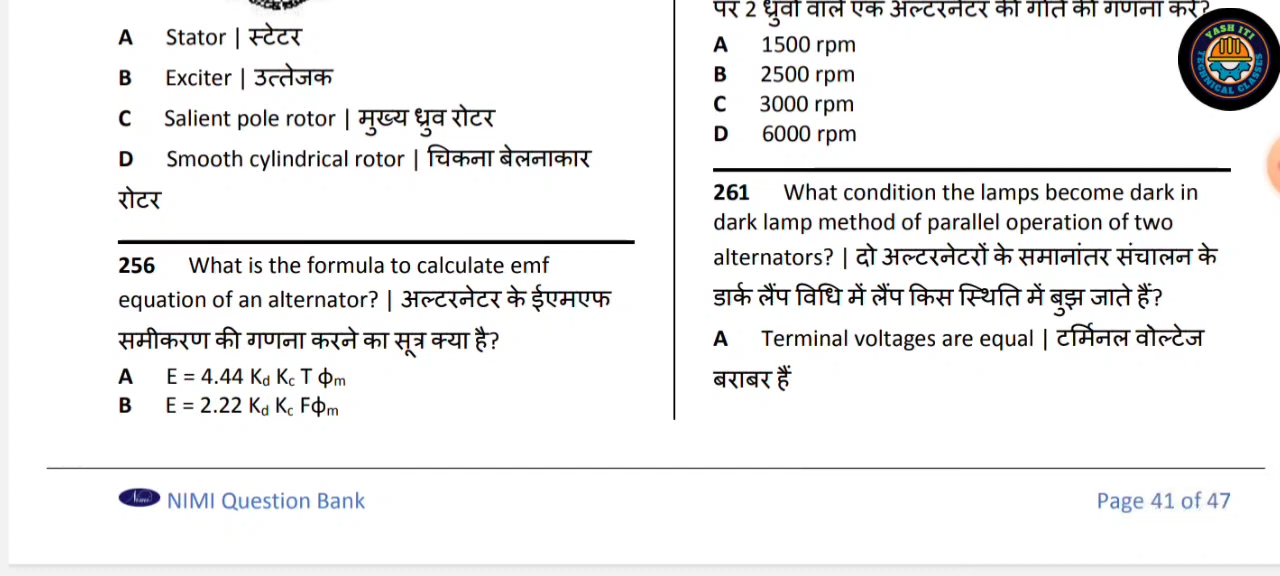 A Stator | स्टेटर
B Exciter | उत्तेजक
C Salient pole rotor | मुख्य ध्रुव रोटर
D Smooth cylindrical rotor | चिकना बेलनाकार
रोटर
256 What is the formula to calculate emf
equation of an alternator? | अल्टरनेटर के ईएमएफ
समीकरण की गणना करने का सूत्र क्या है?
A E = 4.44 Kd Kc T ɸm
B E = 2.22 Kd Kc Fɸm
पर 2 ध्रुवों वाले एक अल्टरनेटर की गति की गणना करें?
A 1500 rpm
B 2500 rpm
C 3000 rpm
D 6000 rpm
261 What condition the lamps become dark in
dark lamp method of parallel operation of two
alternators? | दो अल्टरनेटरों के समानांतर संचालन के
डार्क लैंप विधि में लैंप किस स्थिति में बुझ जाते हैं?
A Terminal voltages are equal | टर्मिनल वोल्टेज
बराबर हैं
YASH ITI
TECHNICAL CLASSES
Nimi NIMI Question Bank
Page 41 of 47